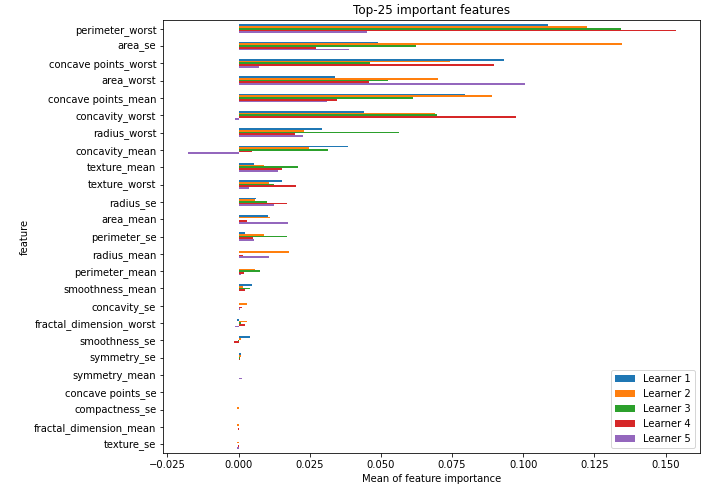 Top-25 important features
perimeter_worst
area_se
concave points_worst
area_worst
concave points_mean
concavity_worst
radius_worst
concavity_mean
texture_mean
texture_worst
radius_se
area_mean
perimeter_se
radius_mean
perimeter_mean
smoothness_mean
concavity_se
fractal_dimension_worst
smoothness_se
symmetry_se
symmetry_mean
concave points_se
compactness_se
fractal_dimension_mean
texture_se
feature
Learner 1
Learner 2
Learner 3
Learner 4
Learner 5
−0.025 0.000 0.025 0.050 0.075 0.100 0.125 0.150
Mean of feature importance